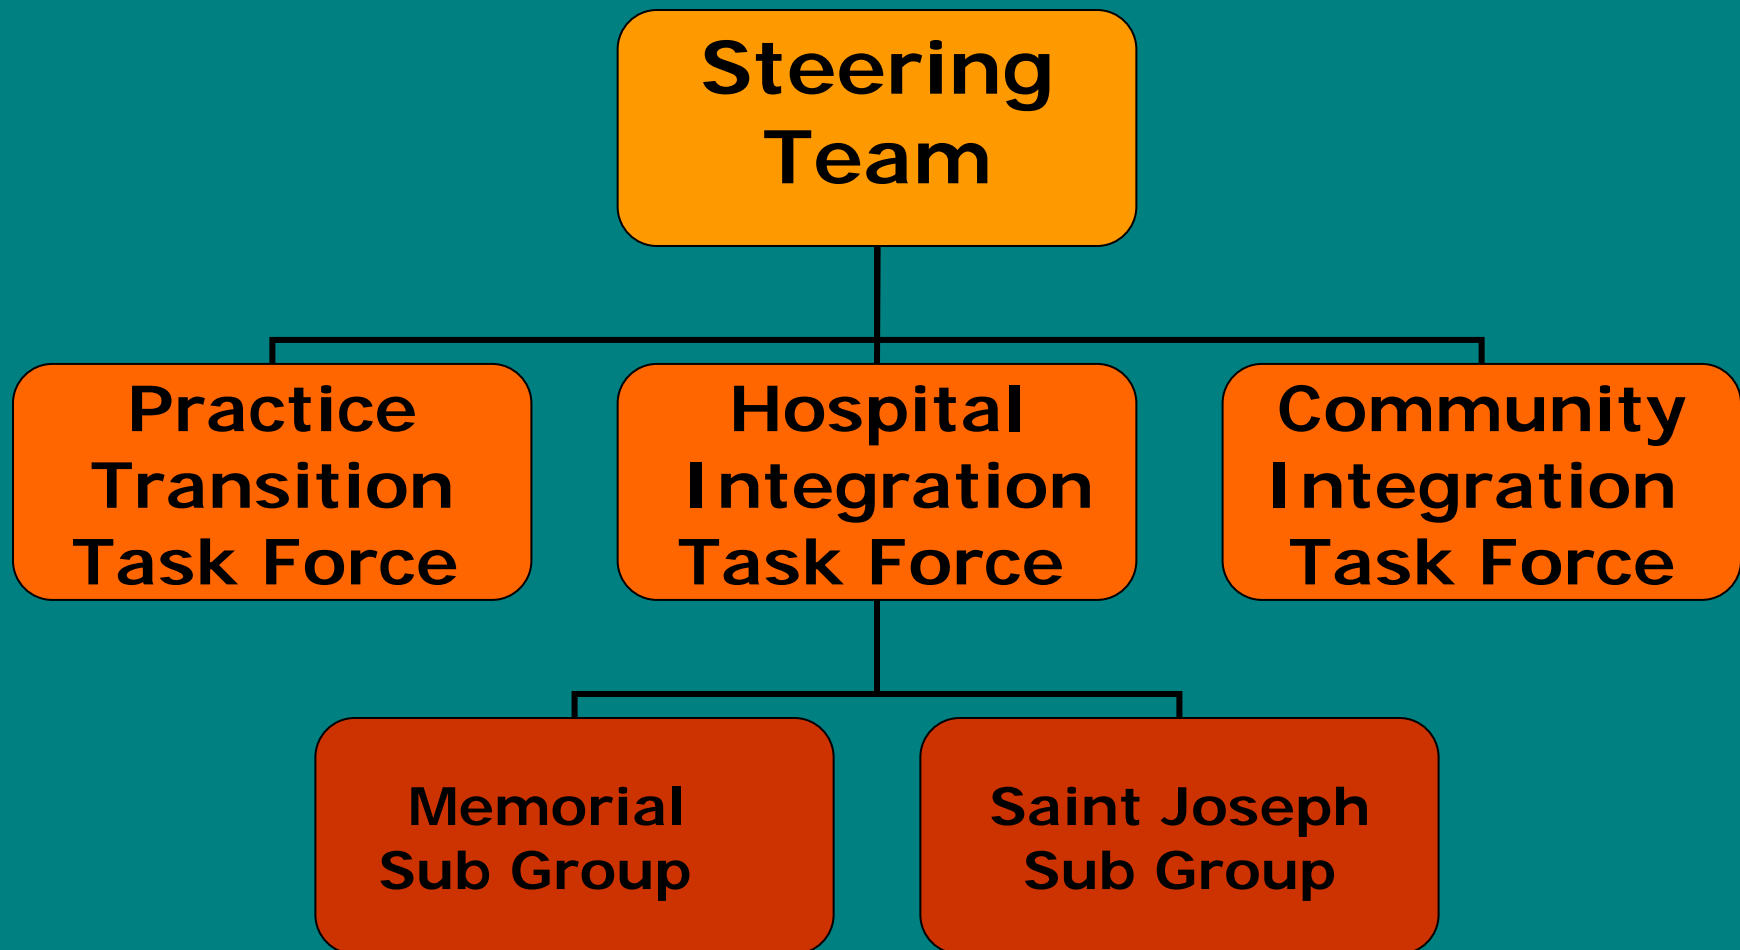 Steering
Team
Practice
Transition
Task Force
Hospital
Integration
Task Force
Community
Integration
Task Force
Memorial
Sub Group
Saint Joseph
Sub Group